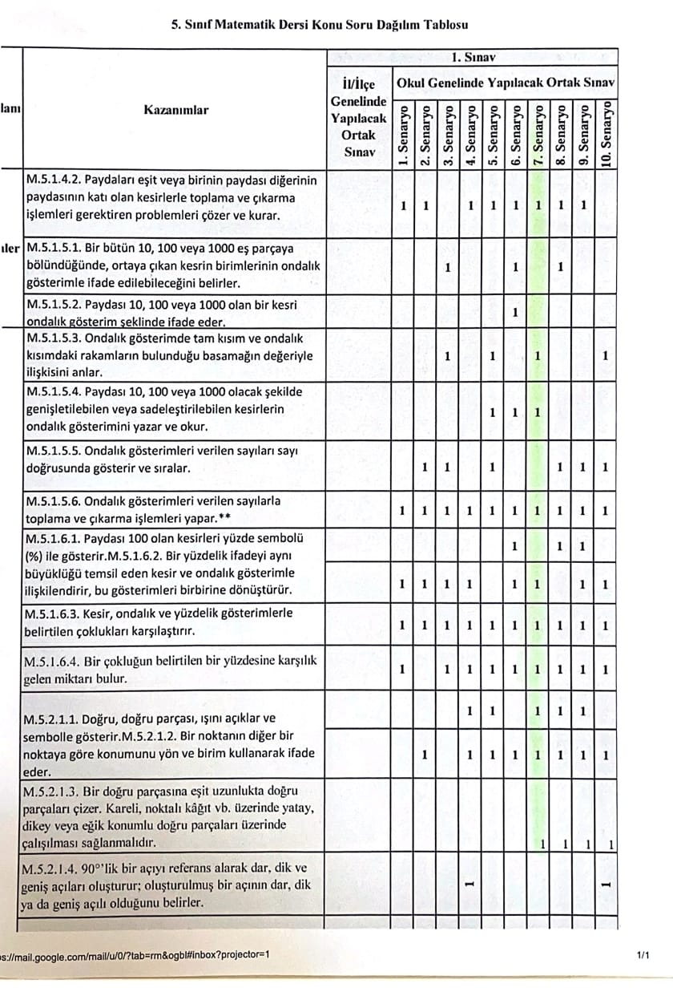 5. Sınıf Matematik Dersi Konu Soru Dağılım Tablosu
1. Sınav
lanı
Kazanımlar
İl/İlçe
Genelinde
Yapılacak
Ortak
Sınav
Okul Genelinde Yapılacak Ortak Sınav
1. Senaryo
2. Senaryo
3. Senaryo
4. Senaryo
5. Senaryo
6. Senaryo
7. Senaryo
8. Senaryo
9. Senaryo
10. Senaryo
M.5.1.4.2. Paydaları eşit veya birinin paydası diğerinin
paydasının katı olan kesirlerle toplama ve çıkarma
işlemleri gerektiren problemleri çözer ve kurar.
1 1 1 1 1 1 1 1
ıler
M.5.1.5.1. Bir bütün 10, 100 veya 1000 eş parçaya
bölündüğünde, ortaya çıkan kesrin birimlerinin ondalık
gösterimle ifade edilebileceğini belirler.
1 1 1
M.5.1.5.2. Paydası 10, 100 veya 1000 olan bir kesri
ondalık gösterim şeklinde ifade eder.
1
M.5.1.5.3. Ondalık gösterimde tam kısım ve ondalık
kısımdaki rakamların bulunduğu basamağın değeriyle
ilişkisini anlar.
1 1 1 1
M.5.1.5.4. Paydası 10, 100 veya 1000 olacak şekilde
genişletilebilen veya sadeleştirilebilen kesirlerin
ondalık gösterimini yazar ve okur.
1 1 1
M.5.1.5.5. Ondalık gösterimleri verilen sayıları sayı
doğrusunda gösterir ve sıralar.
1 1 1 1 1 1
M.5.1.5.6. Ondalık gösterimleri verilen sayılarla
toplama ve çıkarma işlemleri yapar.**
1 1 1 1 1 1 1 1 1 1
M.5.1.6.1. Paydası 100 olan kesirleri yüzde sembolü
(%) ile gösterir.M.5.1.6.2. Bir yüzdelik ifadeyi aynı
büyüklüğü temsil eden kesir ve ondalık gösterimle
ilişkilendirir, bu gösterimleri birbirine dönüştürür.
1 1 1
1 1 1 1 1 1 1 1
M.5.1.6.3. Kesir, ondalık ve yüzdelik gösterimlerle
belirtilen çoklukları karşılaştırır.
1 1 1 1 1 1 1 1 1 1
M.5.1.6.4. Bir çokluğun belirtilen bir yüzdesine karşılık
gelen miktarı bulur.
1 1 1 1 1 1 1 1 1
M.5.2.1.1. Doğru, doğru parçası, ışını açıklar ve
sembolle gösterir.M.5.2.1.2. Bir noktanın diğer bir
noktaya göre konumunu yön ve birim kullanarak ifade
eder.
1 1 1 1 1
1 1 1 1 1 1 1 1
M.5.2.1.3. Bir doğru parçasına eşit uzunlukta doğru
parçaları çizer. Kareli, noktalı kâğıt vb. üzerinde yatay,
dikey veya eğik konumlu doğru parçaları üzerinde
çalışılması sağlanmalıdır.
1 1 1 1
M.5.2.1.4. 90°'lik bir açıyı referans alarak dar, dik ve
geniş açıları oluşturur; oluşturulmuş bir açının dar, dik
ya da geniş açılı olduğunu belirler.
1 1
os://mail.google.com/mail/u/0/?tab=rm&ogbl#inbox?projector=1
1/1